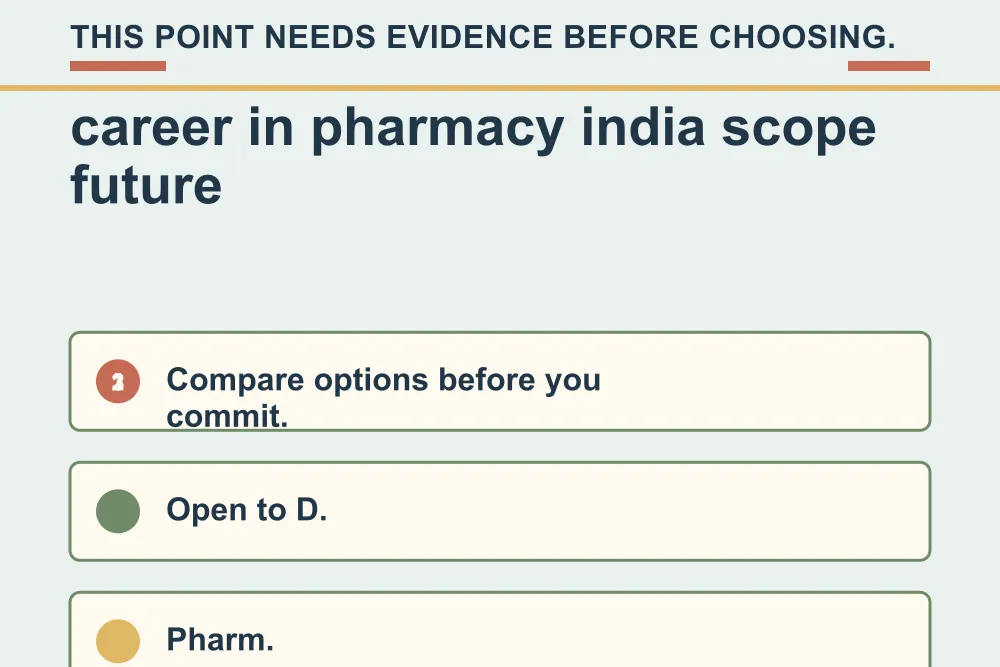 THIS POINT NEEDS EVIDENCE BEFORE CHOOSING.
career in pharmacy india scope
future
Compare options before you
commit.
Open to D.
Pharm.